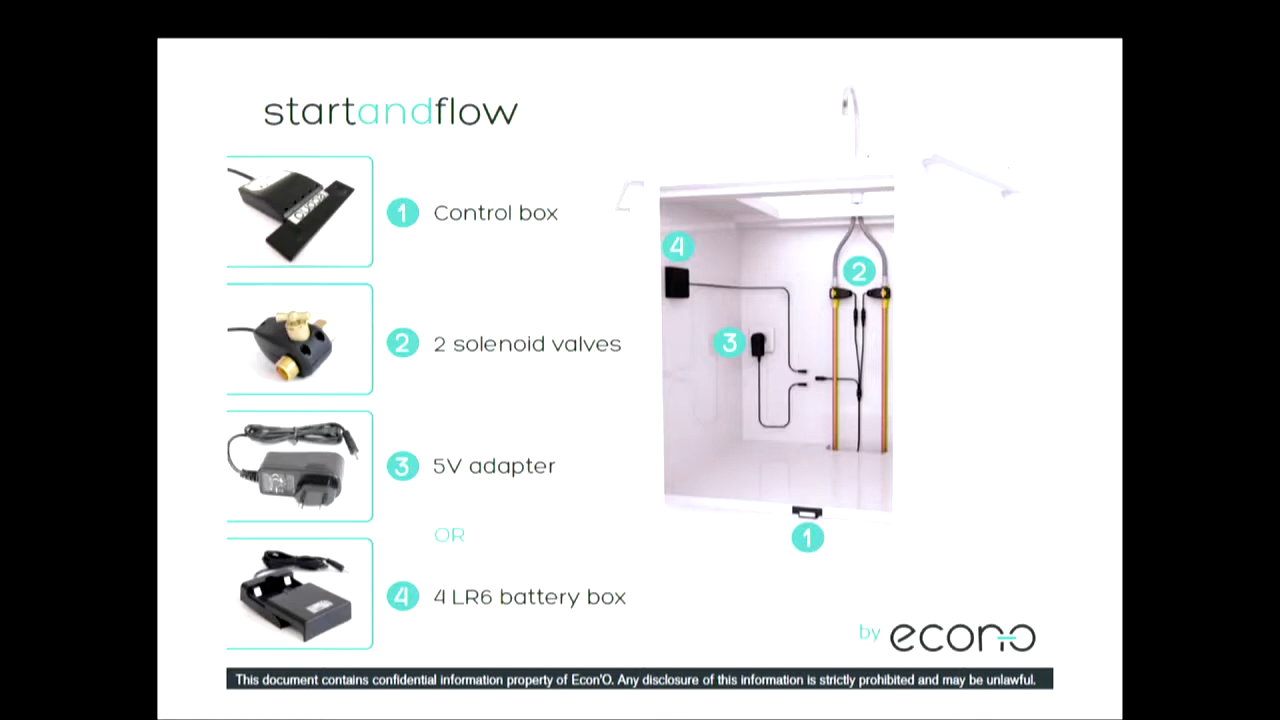 startandflow
1 Control box
2 2 solenoid valves
3 5V adapter
OR
4 4 LR6 battery box
4
2
3
1
by econo
This document contains confidential information property of Econ'O. Any disclosure of this information is strictly prohibited and may be unlawful.